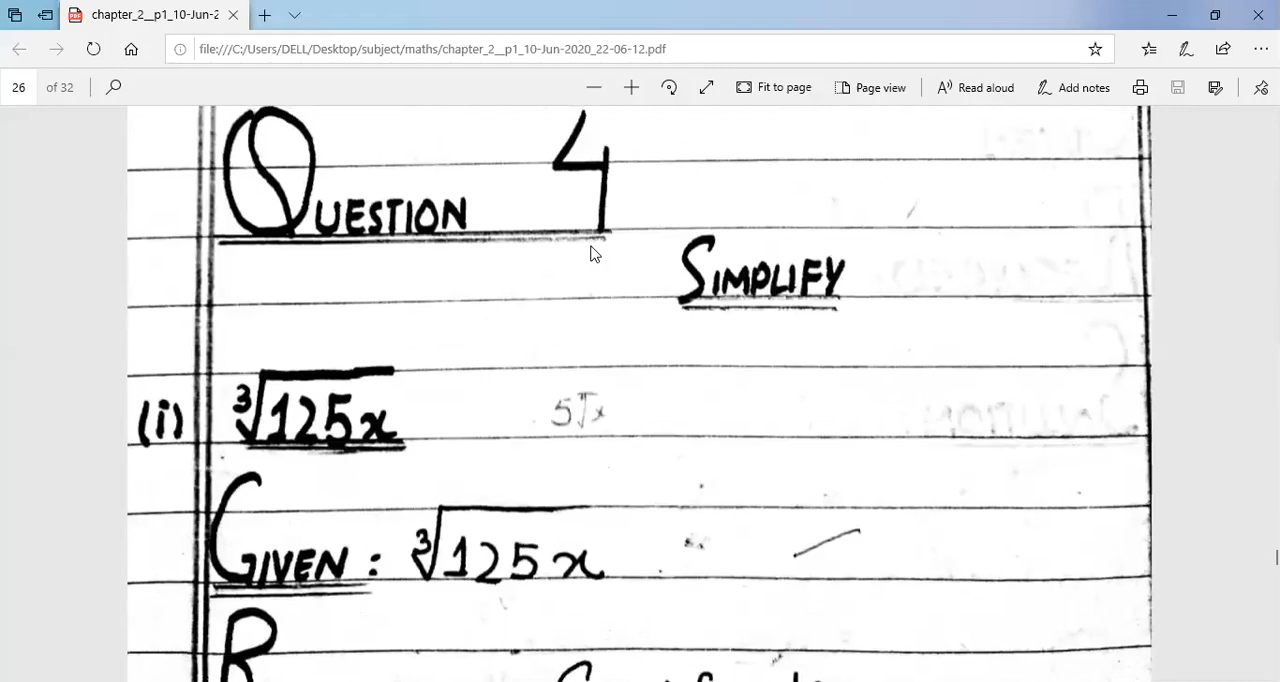 chapter_2__p1_10-Jun-2
file:///C:/Users/DELL/Desktop/subject/maths/chapter_2__p1_10-Jun-2020_22-06-12.pdf
26 of 32 Fit to page Page view Read aloud Add notes
QUESTION 4
SIMPLIFY
(i) ∛125x 5√x
GIVEN : ∛125x
R